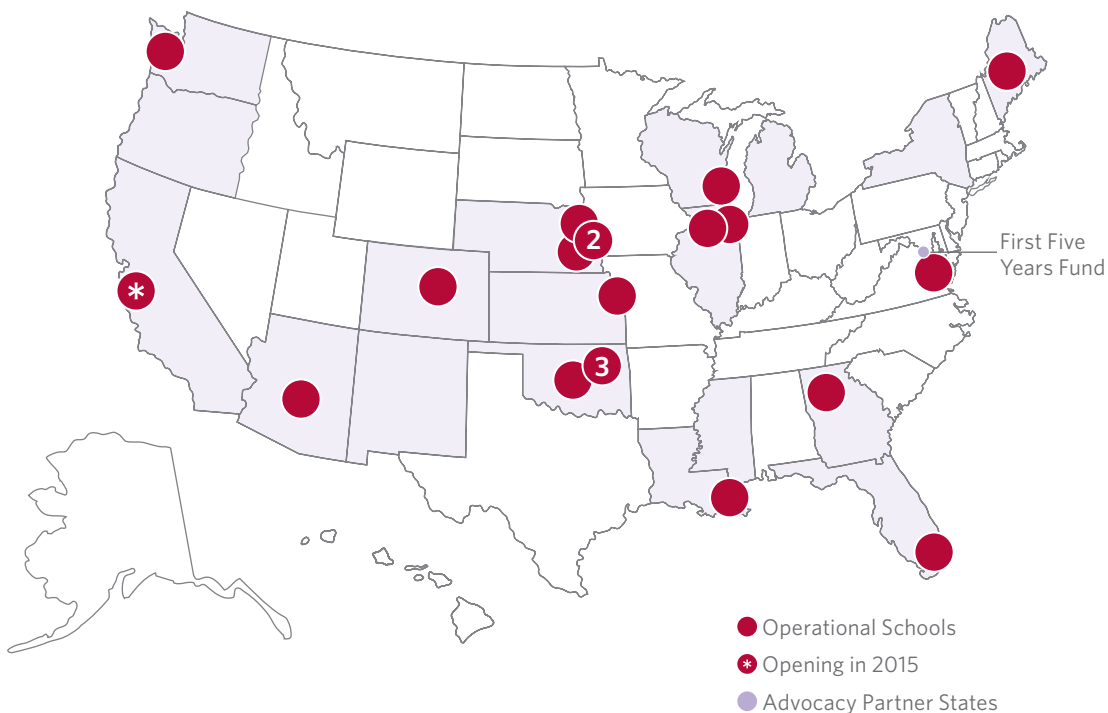 2
First Five
Years Fund
*
3
Operational Schools
* Opening in 2015
Advocacy Partner States